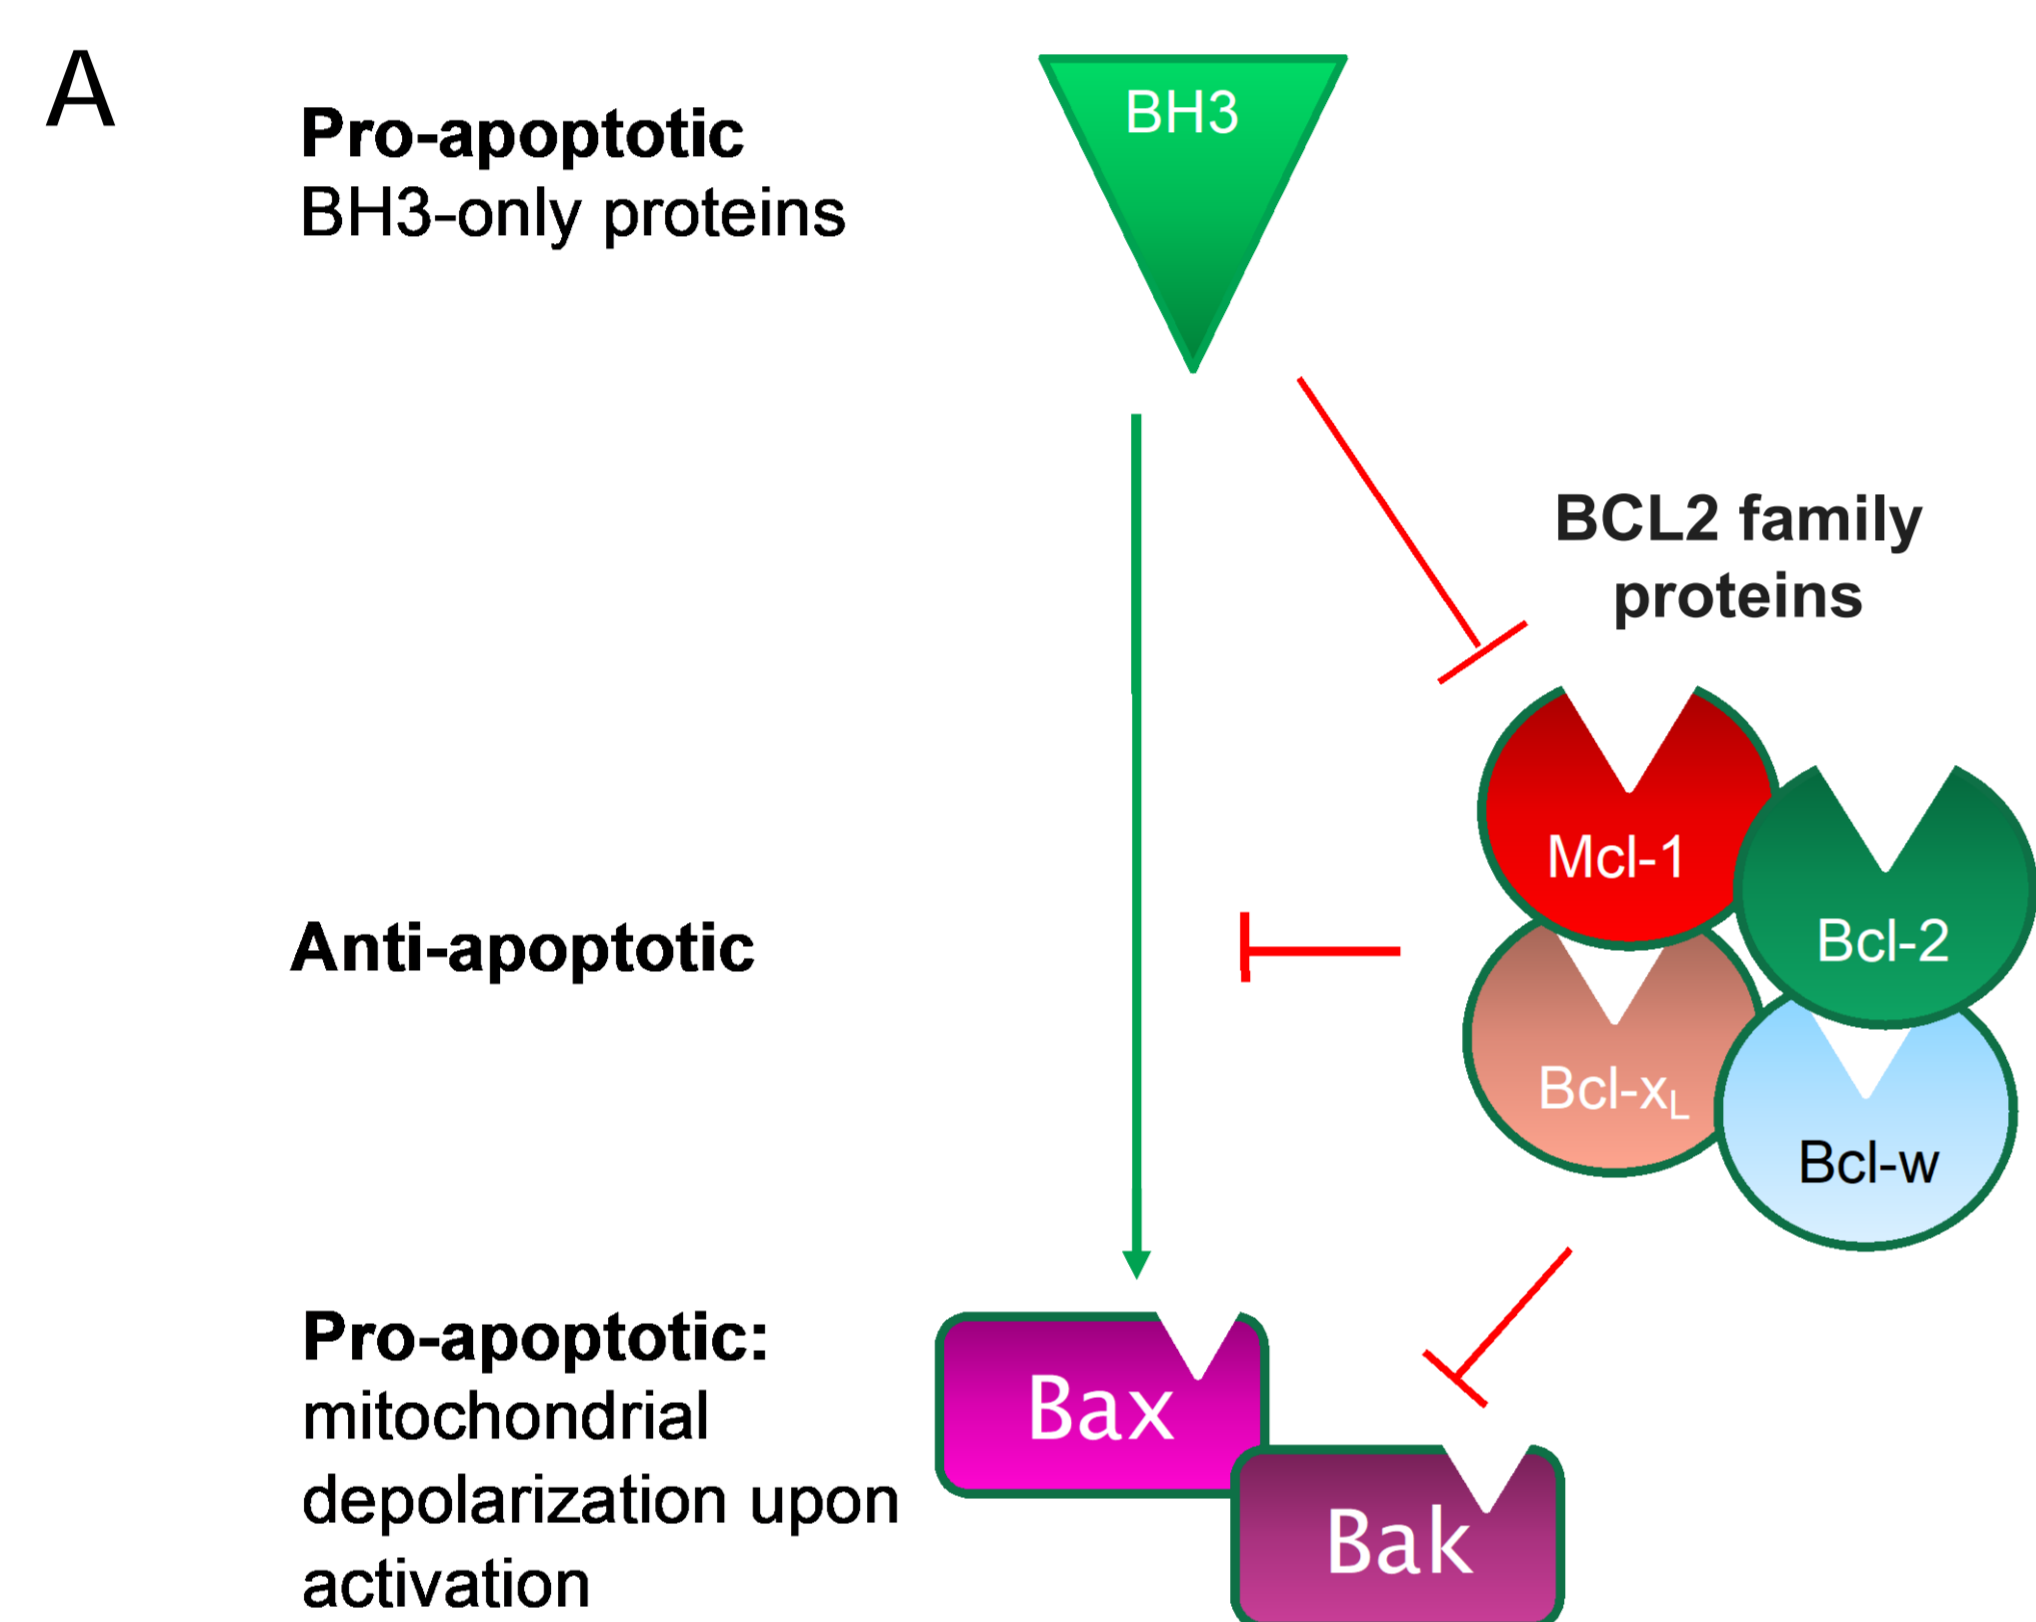 A
Pro-apoptotic
BH3-only proteins
BH3
BCL2 family
proteins
Mcl-1
Bcl-2
Anti-apoptotic
Bcl-xL
Bcl-w
Pro-apoptotic:
mitochondrial
depolarization upon
activation
Bax
Bak